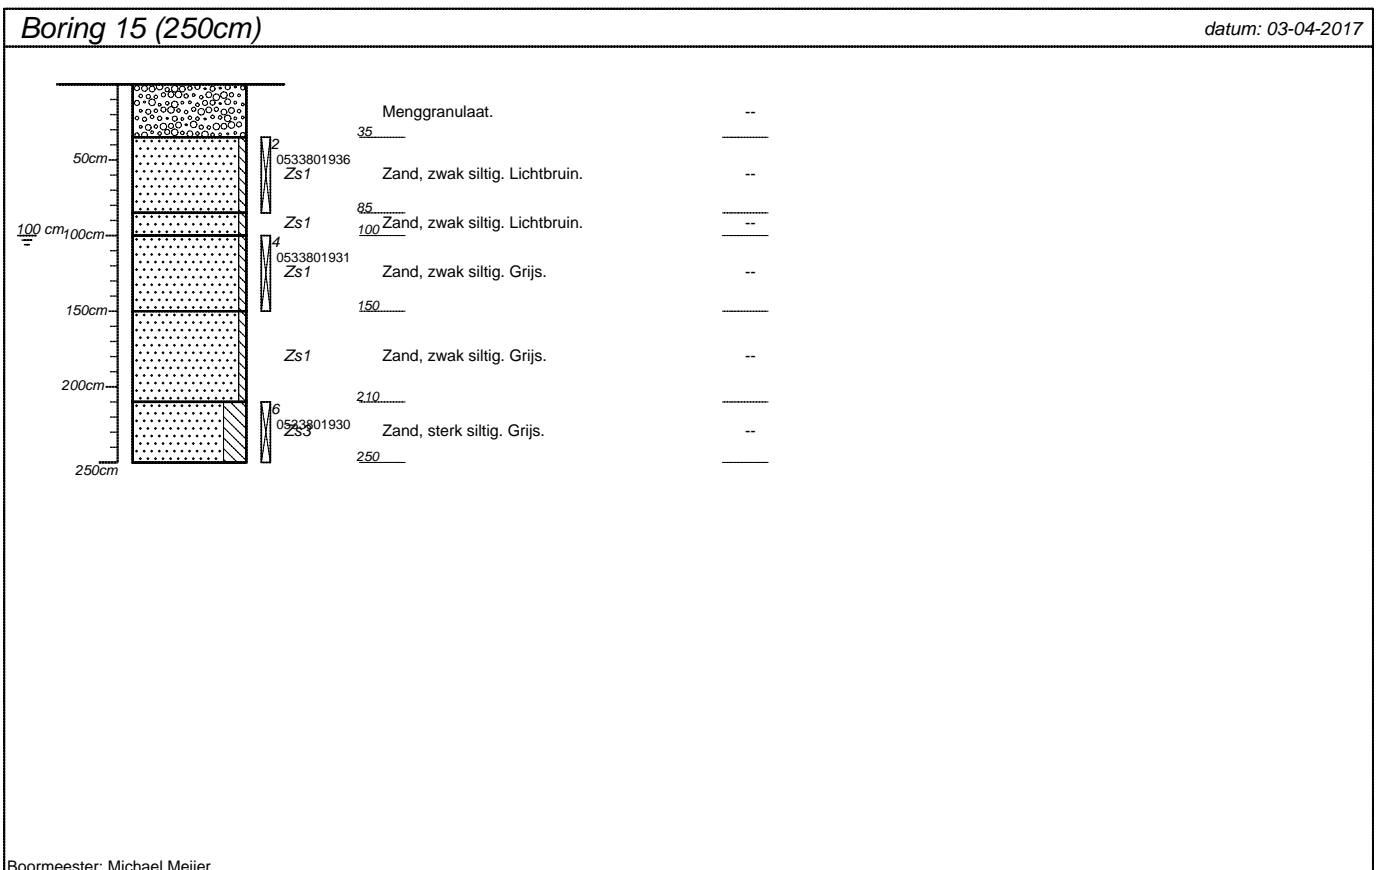 Boring 15 (250cm)
datum: 03-04-2017
Menggranulaat. --
35
2
50cm
0533801936
Zs1 Zand, zwak siltig. Lichtbruin. --
85
Zs1 Zand, zwak siltig. Lichtbruin. --
100
100 cm
100cm
4
0533801931
Zs1 Zand, zwak siltig. Grijs. --
150cm
150
Zs1 Zand, zwak siltig. Grijs. --
200cm
210
6
0533801930
Zs3 Zand, sterk siltig. Grijs. --
250
250cm
Boormeester: Michael Meijer